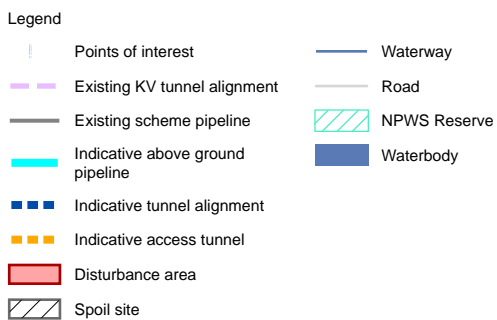 Legend
Points of interest
Existing KV tunnel alignment
Existing scheme pipeline
Indicative above ground
pipeline
Indicative tunnel alignment
Indicative access tunnel
Disturbance area
Spoil site
Waterway
Road
NPWS Reserve
Waterbody